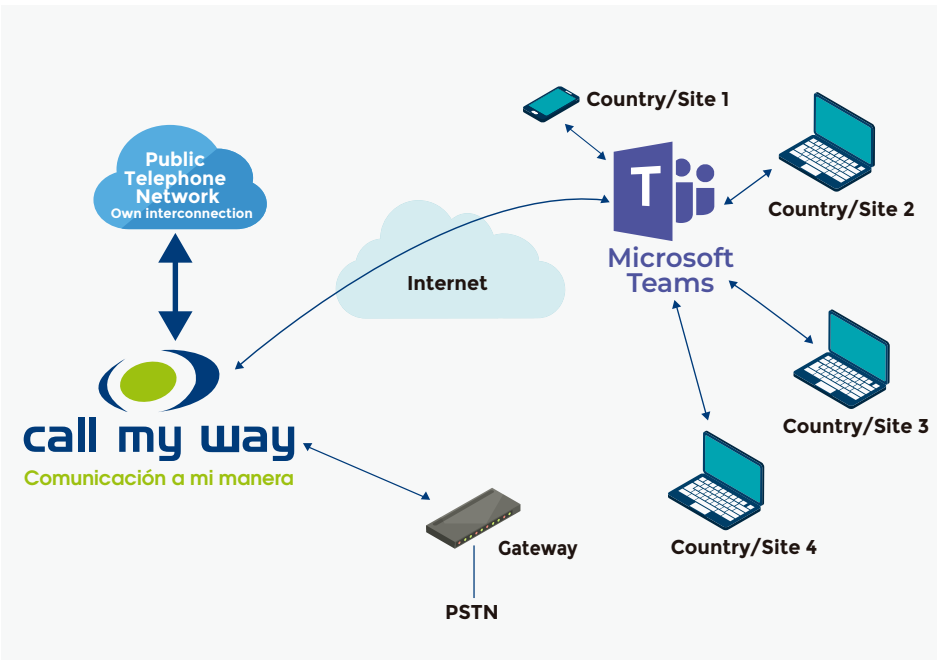 Country/Site 1
Public
Telephone
Network
Own interconnection
T
Country/Site 2
Microsoft
Teams
Internet
call my way
Comunicación a mi manera
Country/Site 3
Country/Site 4
Gateway
PSTN